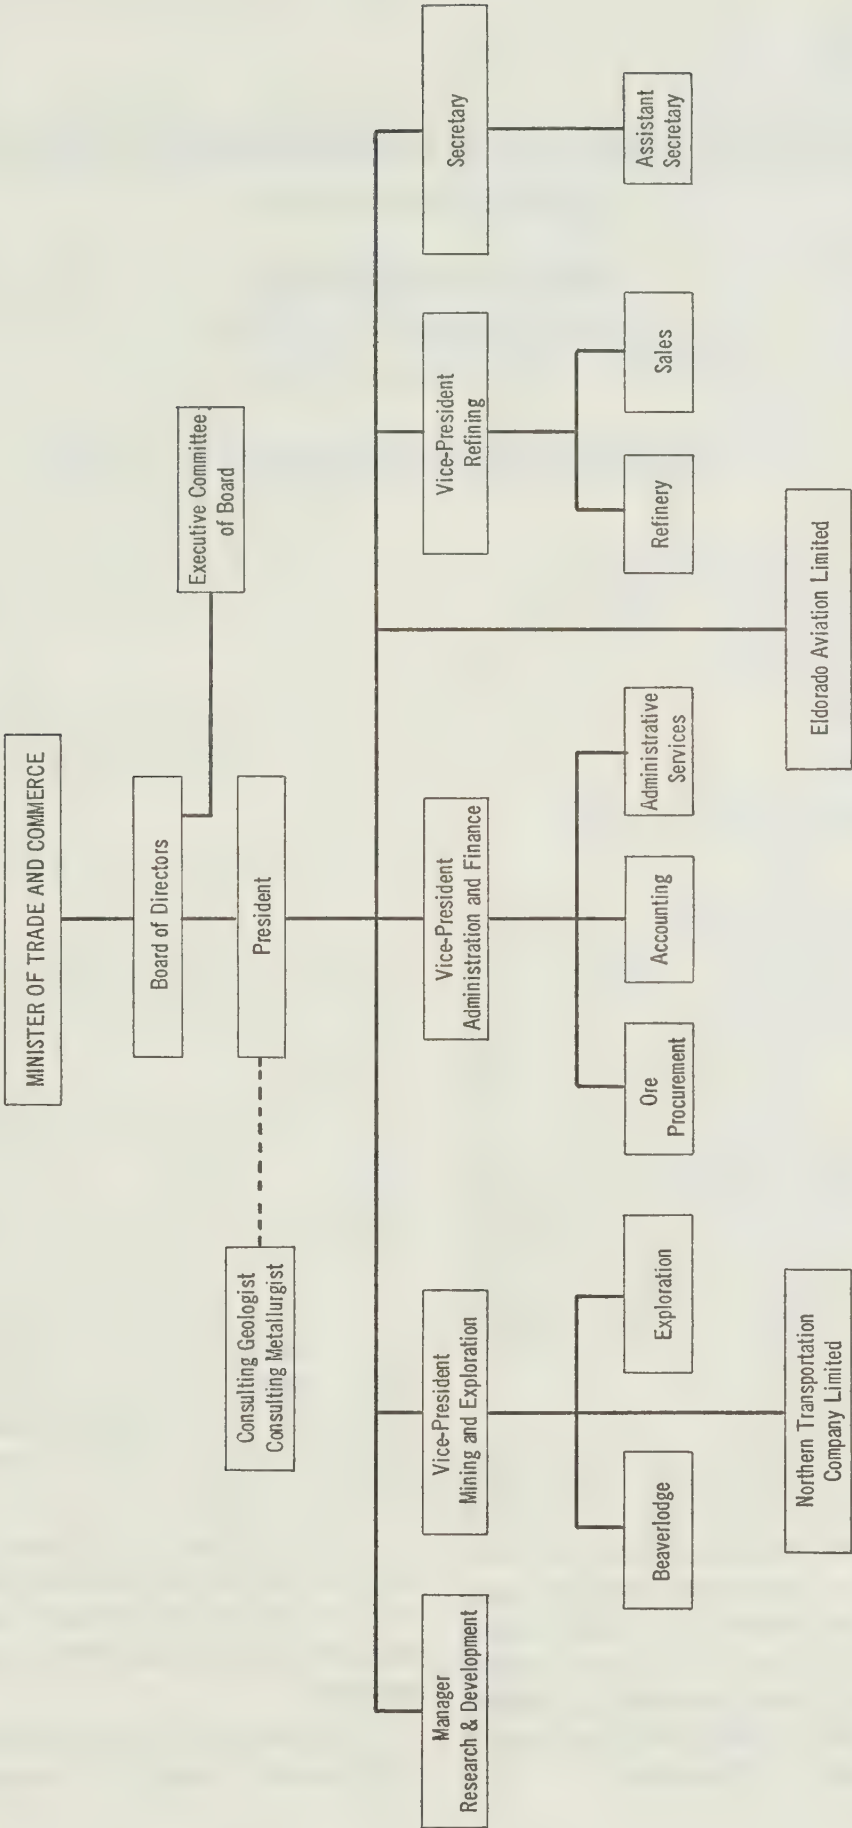 MINISTER OF TRADE AND COMMERCE
Board of Directors
Executive Committee
of Board
President
Consulting Geologist
Consulting Metallurgist
Manager
Research & Development
Vice-President
Mining and Exploration
Vice-President
Administration and Finance
Vice-President
Refining
Secretary
Beaverlodge
Exploration
Ore
Procurement
Accounting
Administrative
Services
Refinery
Sales
Assistant
Secretary
Northern Transportation
Company Limited
Eldorado Aviation Limited